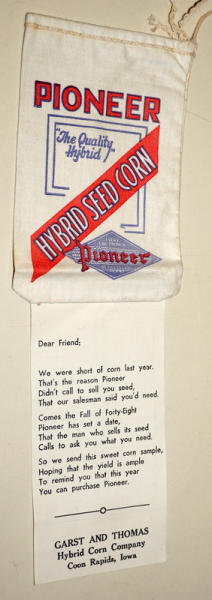 PIONEER
"The Quality
Hybrid"
HYBRID SEED CORN
Pioneer
Dear Friend;
We were short of corn last year.
That's the reason Pioneer
Didn't call to sell you seed,
That our salesman said you'd need.
Comes the Fall of Forty-Eight
Pioneer has set a date,
That the man who sells its seed
Calls to ask you what you need.
So we send this sweet corn sample,
Hoping that the yield is ample
To remind you that this year
You can purchase Pioneer.
GARST AND THOMAS
Hybrid Corn Company
Coon Rapids, Iowa